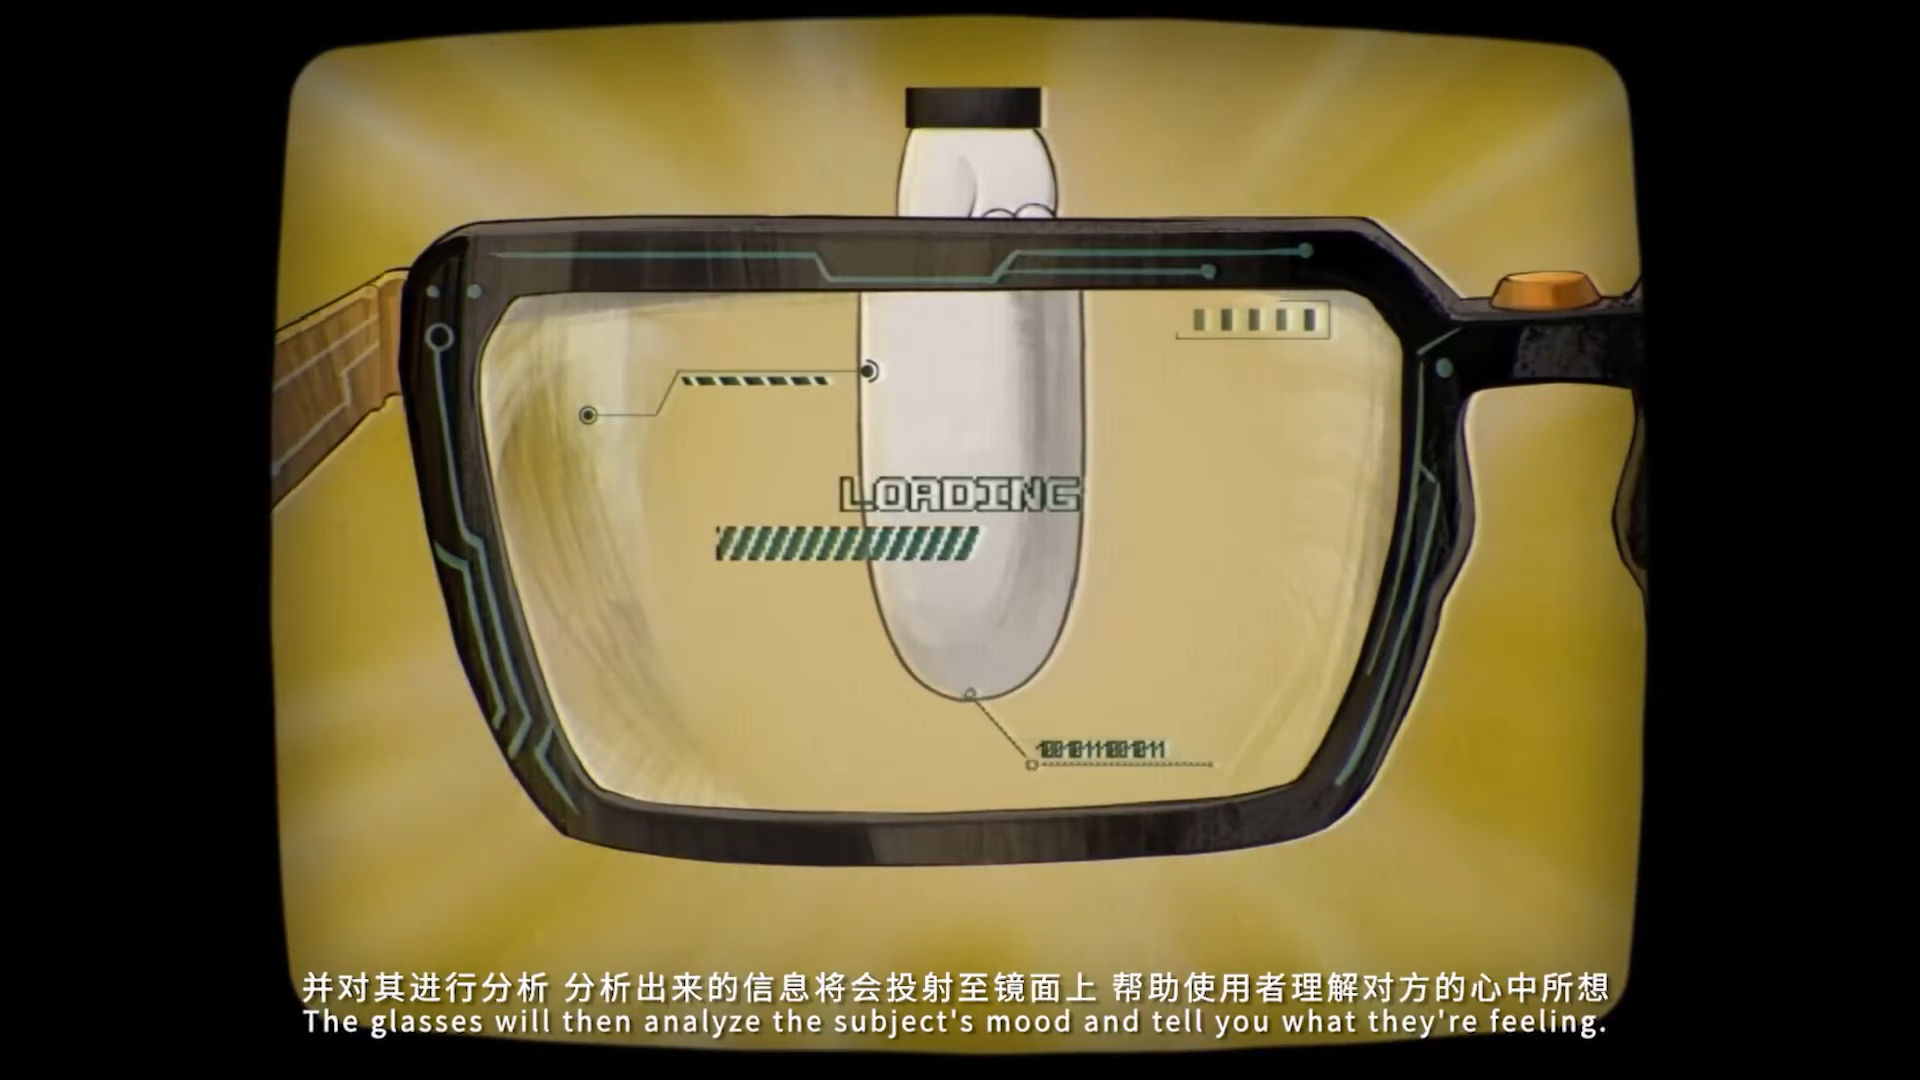 LOADING
10010111001011
并对其进行分析 分析出来的信息将会投射至镜面上 帮助使用者理解对方的心中所想
The glasses will then analyze the subject's mood and tell you what they're feeling.